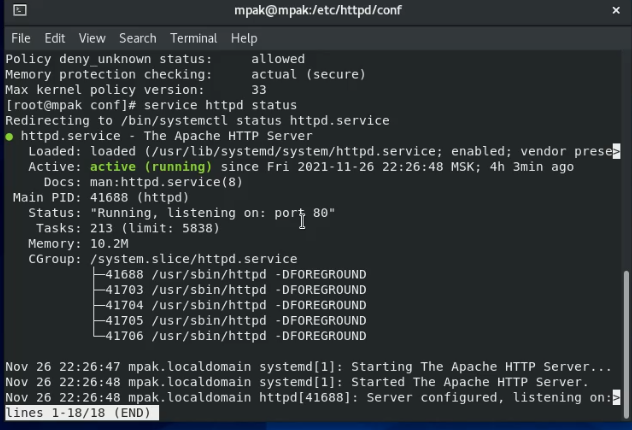 mpak@mpak:/etc/httpd/conf
File Edit View Search Terminal Help
Policy deny_unknown status:     allowed
Memory protection checking:     actual (secure)
Max kernel policy version:      33
[root@mpak conf]# service httpd status
Redirecting to /bin/systemctl status httpd.service
● httpd.service - The Apache HTTP Server
   Loaded: loaded (/usr/lib/systemd/system/httpd.service; enabled; vendor prese>
   Active: active (running) since Fri 2021-11-26 22:26:48 MSK; 4h 3min ago
     Docs: man:httpd.service(8)
 Main PID: 41688 (httpd)
   Status: "Running, listening on: port 80"
    Tasks: 213 (limit: 5838)
   Memory: 10.2M
   CGroup: /system.slice/httpd.service
           ├─41688 /usr/sbin/httpd -DFOREGROUND
           ├─41703 /usr/sbin/httpd -DFOREGROUND
           ├─41704 /usr/sbin/httpd -DFOREGROUND
           ├─41705 /usr/sbin/httpd -DFOREGROUND
           └─41706 /usr/sbin/httpd -DFOREGROUND
Nov 26 22:26:47 mpak.localdomain systemd[1]: Starting The Apache HTTP Server...
Nov 26 22:26:48 mpak.localdomain systemd[1]: Started The Apache HTTP Server.
Nov 26 22:26:48 mpak.localdomain httpd[41688]: Server configured, listening on:>
lines 1-18/18 (END)